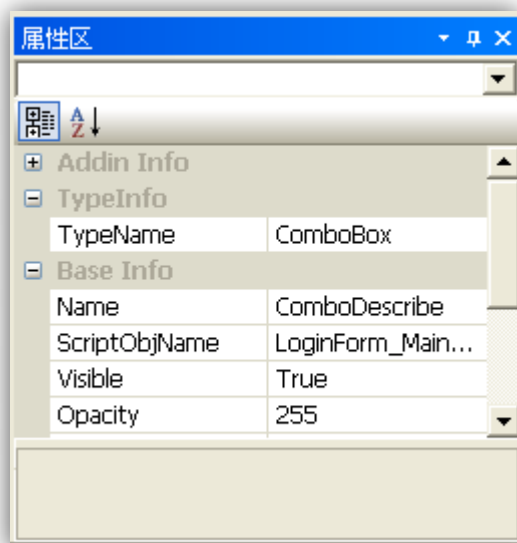 属性区
Addin Info
TypeInfo
TypeName ComboBox
Base Info
Name ComboDescribe
ScriptObjName LoginForm_Main...
Visible True
Opacity 255